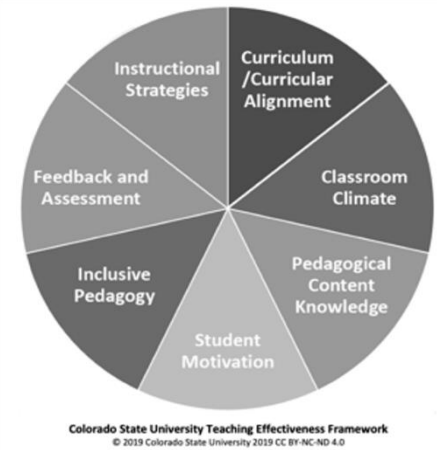 Instructional
Strategies
Curriculum
/Curricular
Alignment
Feedback and
Assessment
Classroom
Climate
Inclusive
Pedagogy
Pedagogical
Content
Knowledge
Student
Motivation
Colorado State University Teaching Effectiveness Framework
© 2019 Colorado State University 2019 CC BY-NC-ND 4.0